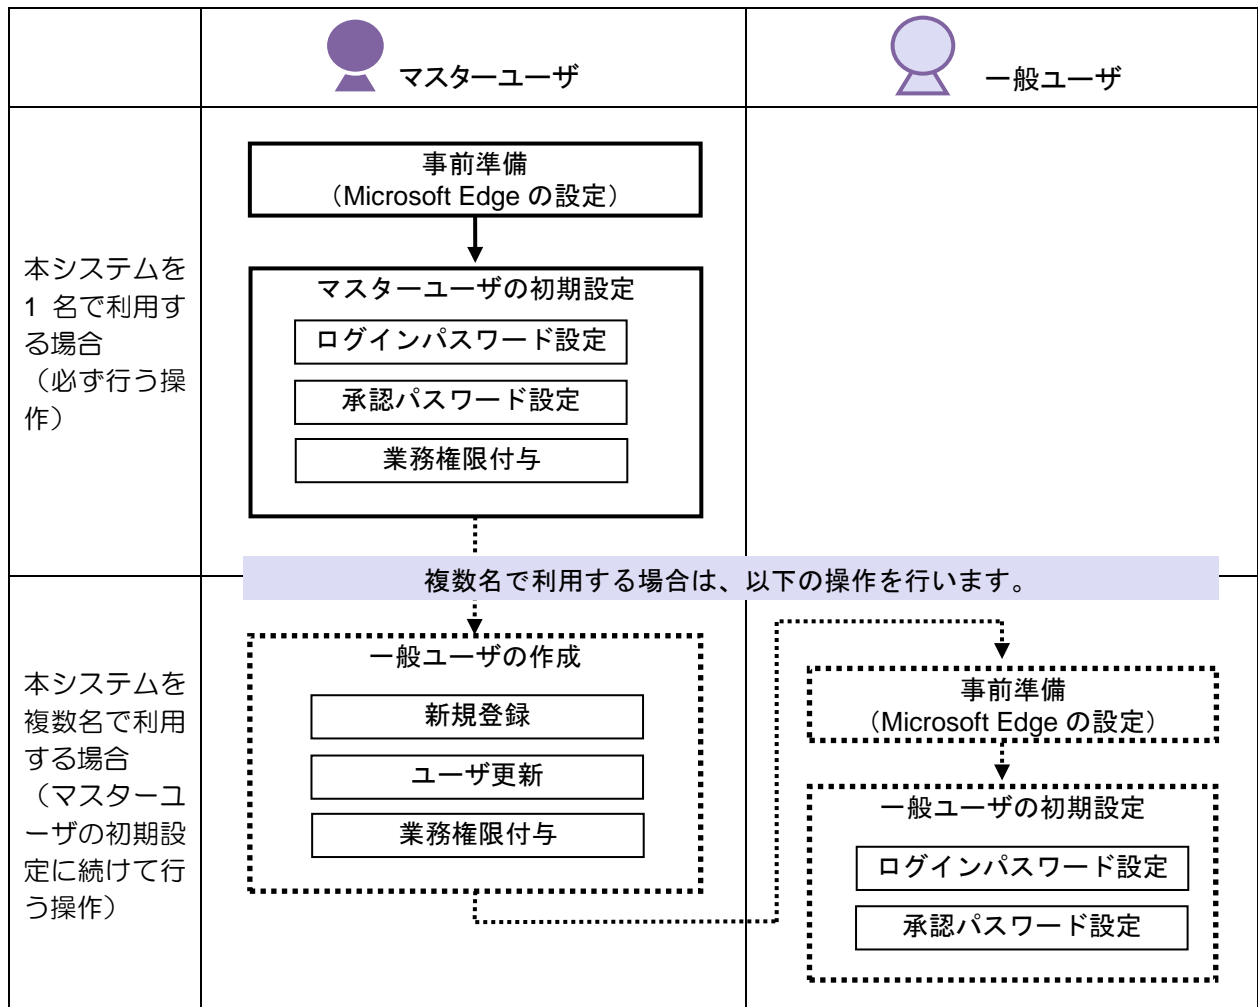 マスターユーザ
一般ユーザ
本システムを
1 名で利用す
る場合
（必ず行う操
作）
事前準備
（Microsoft Edge の設定）
マスターユーザの初期設定
ログインパスワード設定
承認パスワード設定
業務権限付与
複数名で利用する場合は、以下の操作を行います。
本システムを
複数名で利用
する場合
（マスターユ
ーザの初期設
定に続けて行
う操作）
一般ユーザの作成
新規登録
ユーザ更新
業務権限付与
事前準備
（Microsoft Edge の設定）
一般ユーザの初期設定
ログインパスワード設定
承認パスワード設定